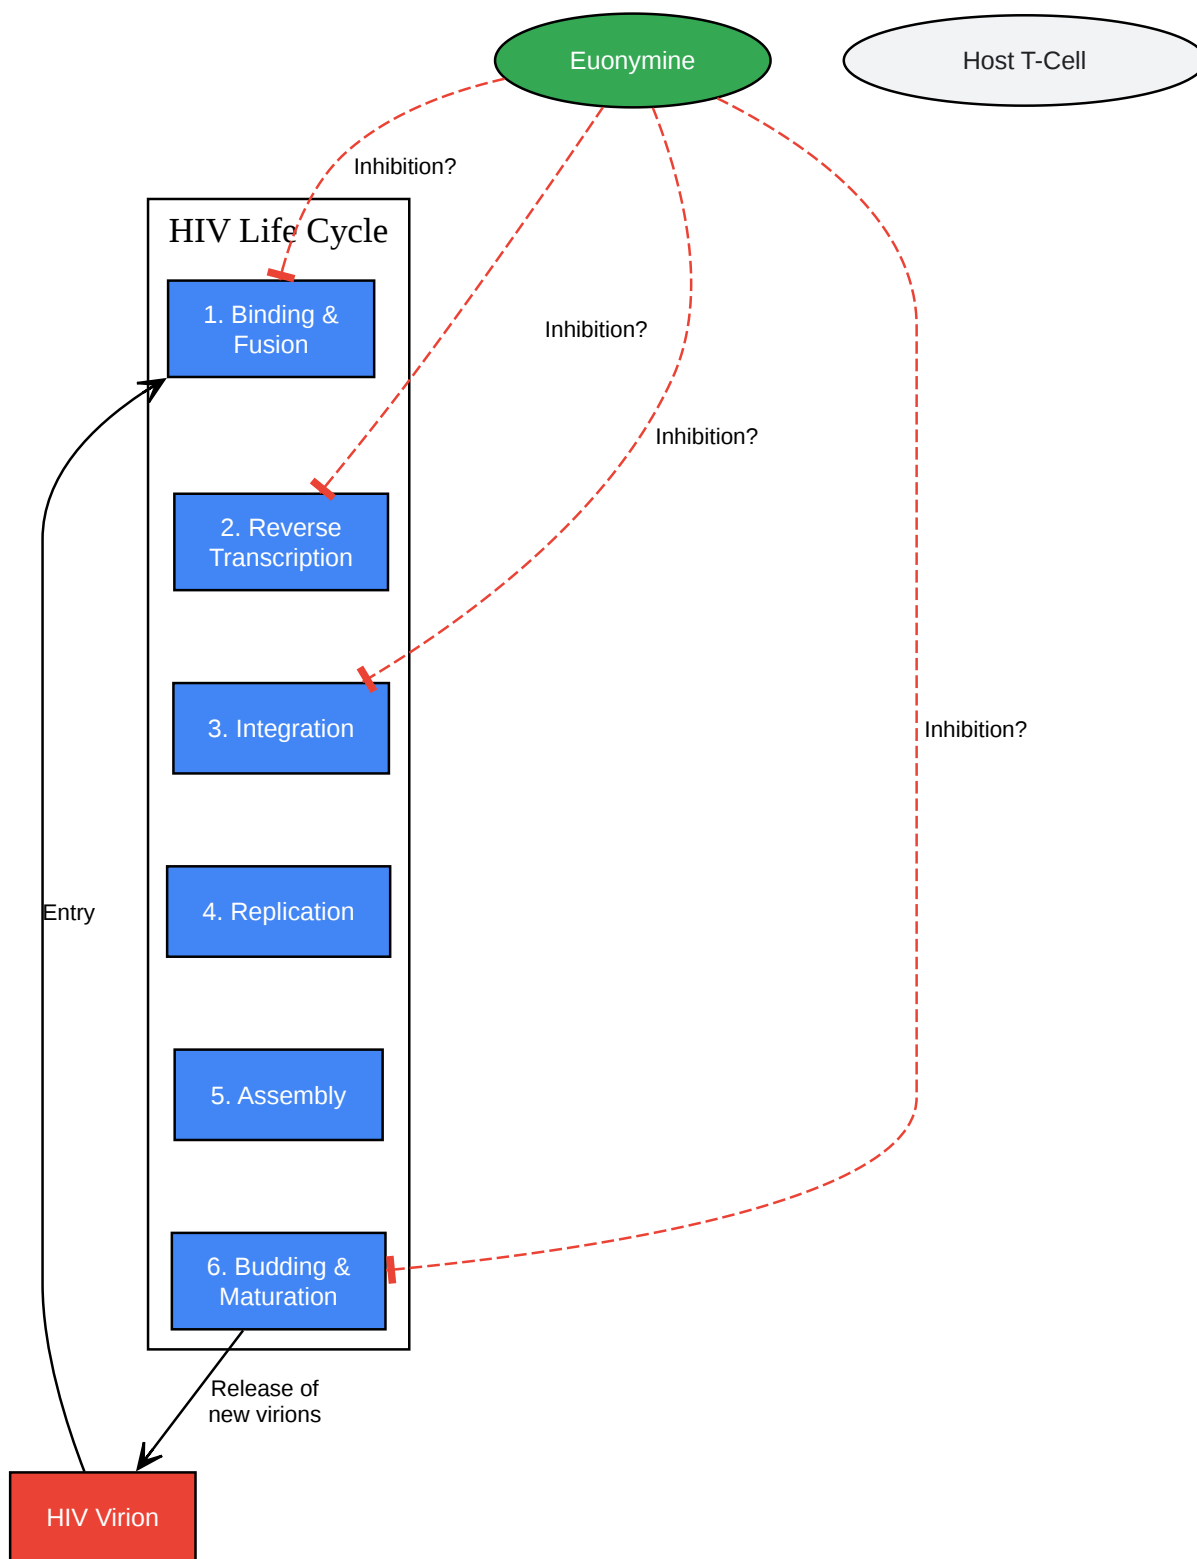 Euonymine
Host T-Cell
Inhibition?
HIV Life Cycle
1. Binding &
Fusion
Inhibition?
Inhibition?
2. Reverse
Transcription
3. Integration
Inhibition?
4. Replication
Entry
5. Assembly
6. Budding &
Maturation
Release of
new virions
HIV Virion